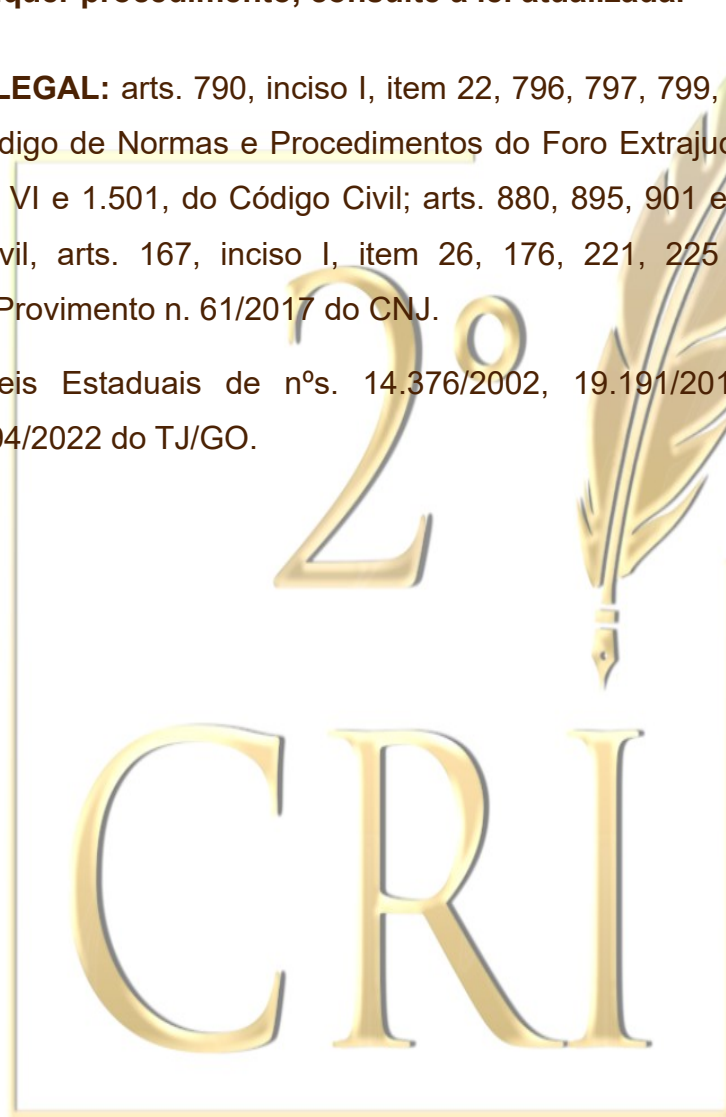 procedimento, consulte a lei atualizada.
LEGAL: arts. 790, inciso I, item 22, 796, 797, 799,
digo de Normas e Procedimentos do Foro Extrajud
VI e 1.501, do Código Civil; arts. 880, 895, 901 e
vil, arts. 167, inciso I, item 26, 176, 221, 225
Provimento n. 61/2017 do CNJ.
eis Estaduais de nºs. 14.376/2002, 19.191/201
04/2022 do TJ/GO.
2º
CRI